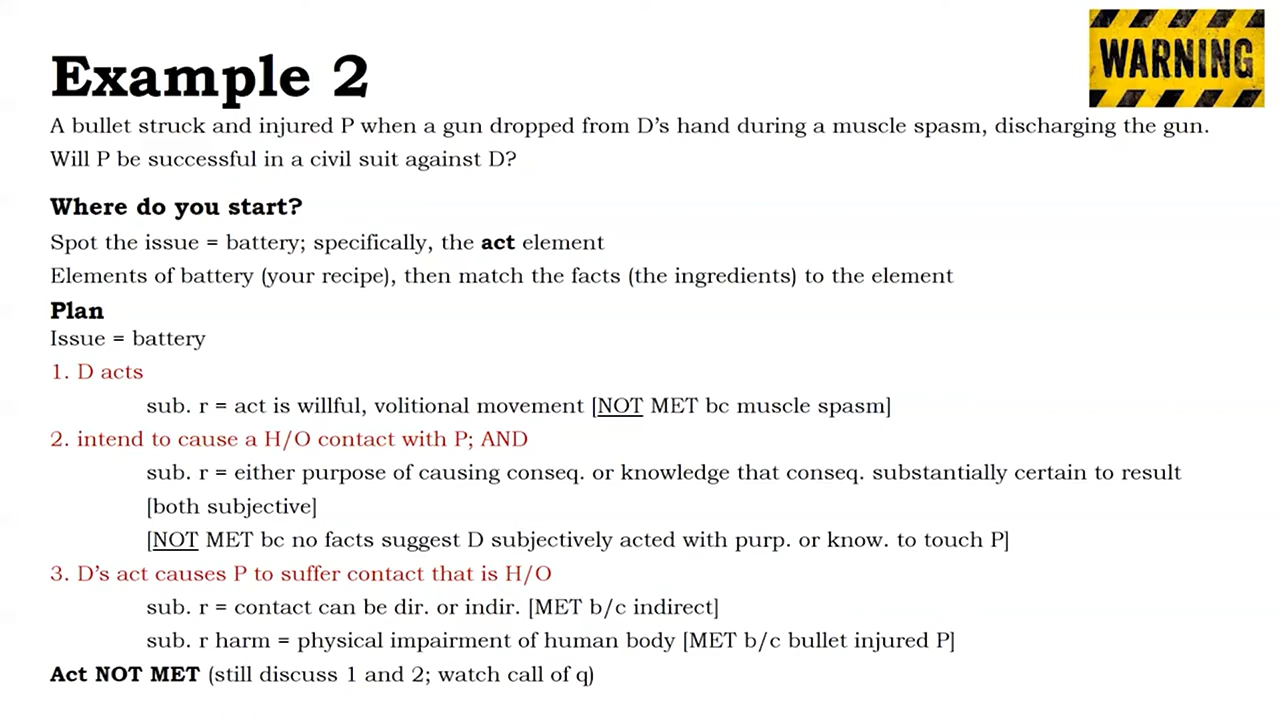 WARNING
Example 2
A bullet struck and injured P when a gun dropped from D's hand during a muscle spasm, discharging the gun.
Will P be successful in a civil suit against D?
Where do you start?
Spot the issue = battery; specifically, the act element
Elements of battery (your recipe), then match the facts (the ingredients) to the element
Plan
Issue = battery
1. D acts
sub. r = act is willful, volitional movement [NOT MET bc muscle spasm]
2. intend to cause a H/O contact with P; AND
sub. r = either purpose of causing conseq. or knowledge that conseq. substantially certain to result
[both subjective]
[NOT MET bc no facts suggest D subjectively acted with purp. or know. to touch P]
3. D's act causes P to suffer contact that is H/O
sub. r = contact can be dir. or indir. [MET b/c indirect]
sub. r harm = physical impairment of human body [MET b/c bullet injured P]
Act NOT MET (still discuss 1 and 2; watch call of q)